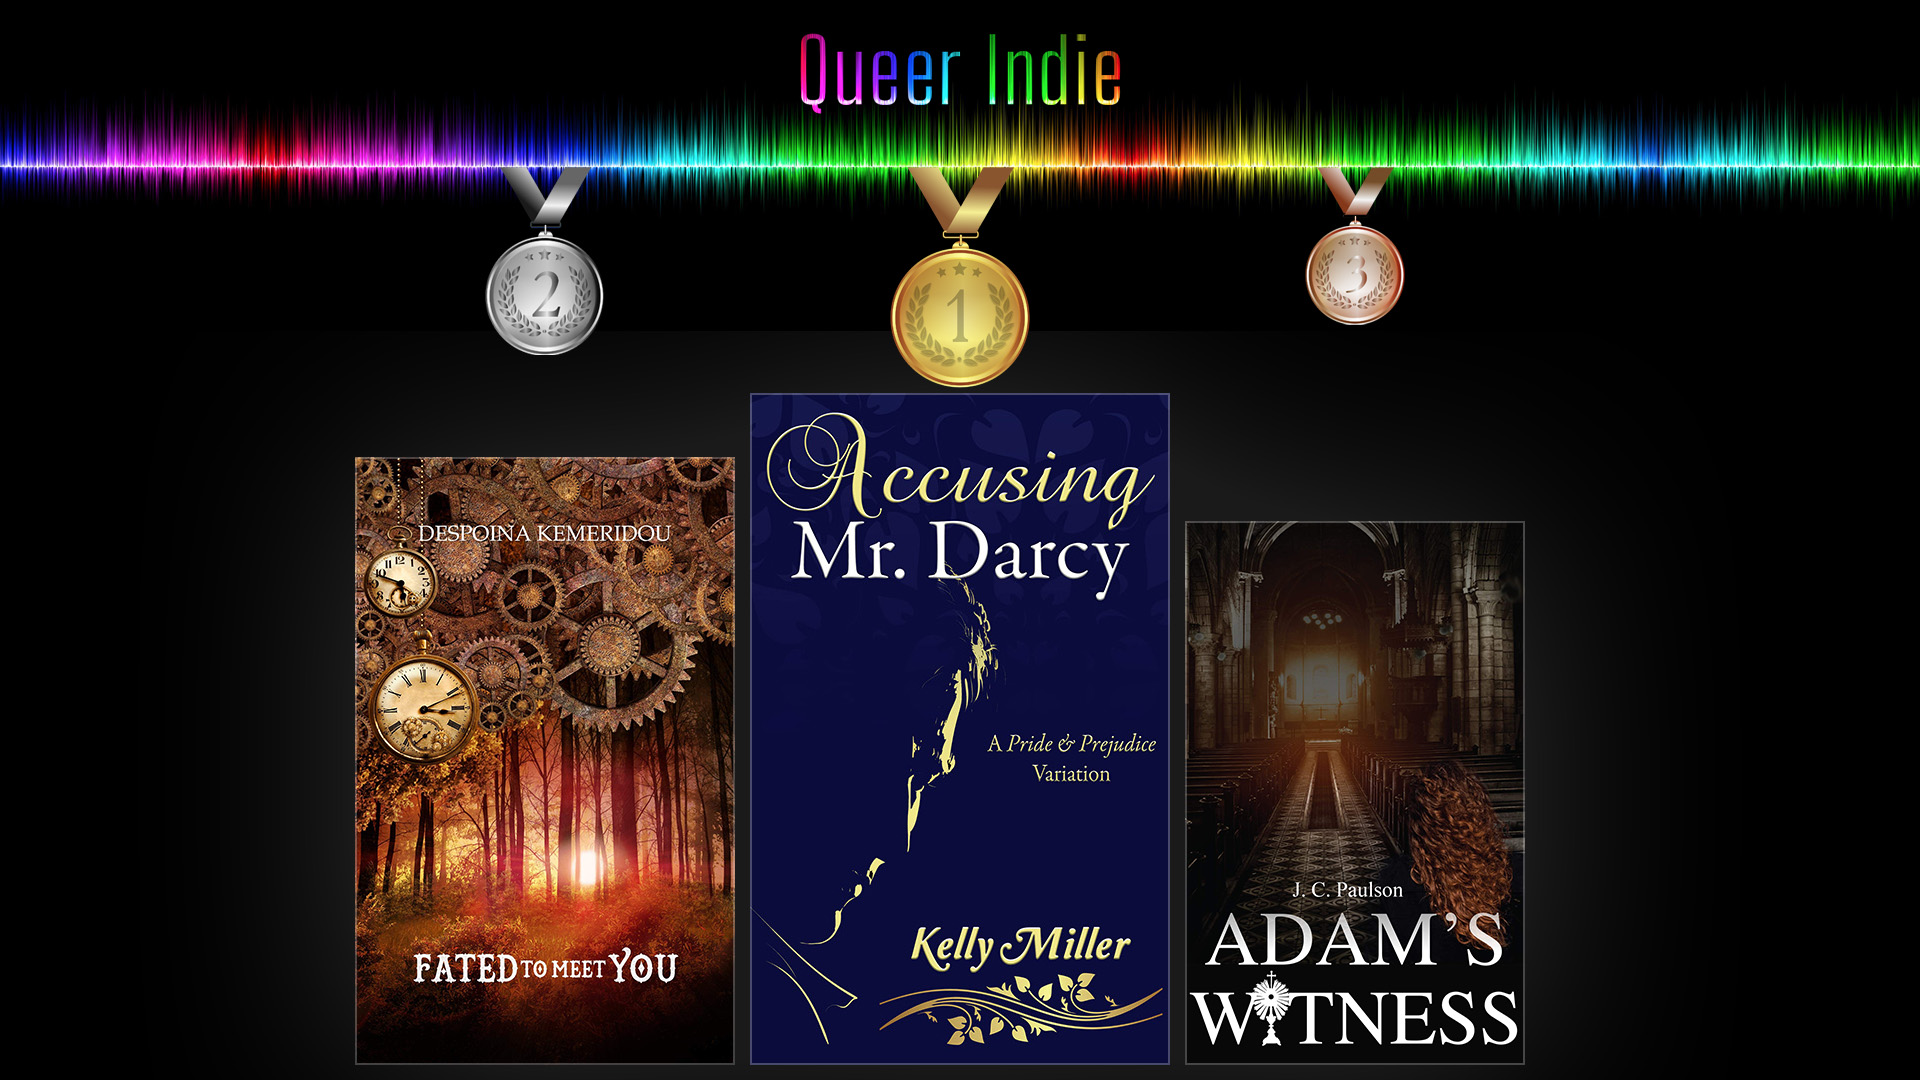 Queer Indie
2
1
3
DESPOINA KEMERIDOU
FATED TO MEET YOU
Accusing
Mr. Darcy
A Pride & Prejudice
Variation
Kelly Miller
J. C. Paulson
ADAM'S
WITNESS